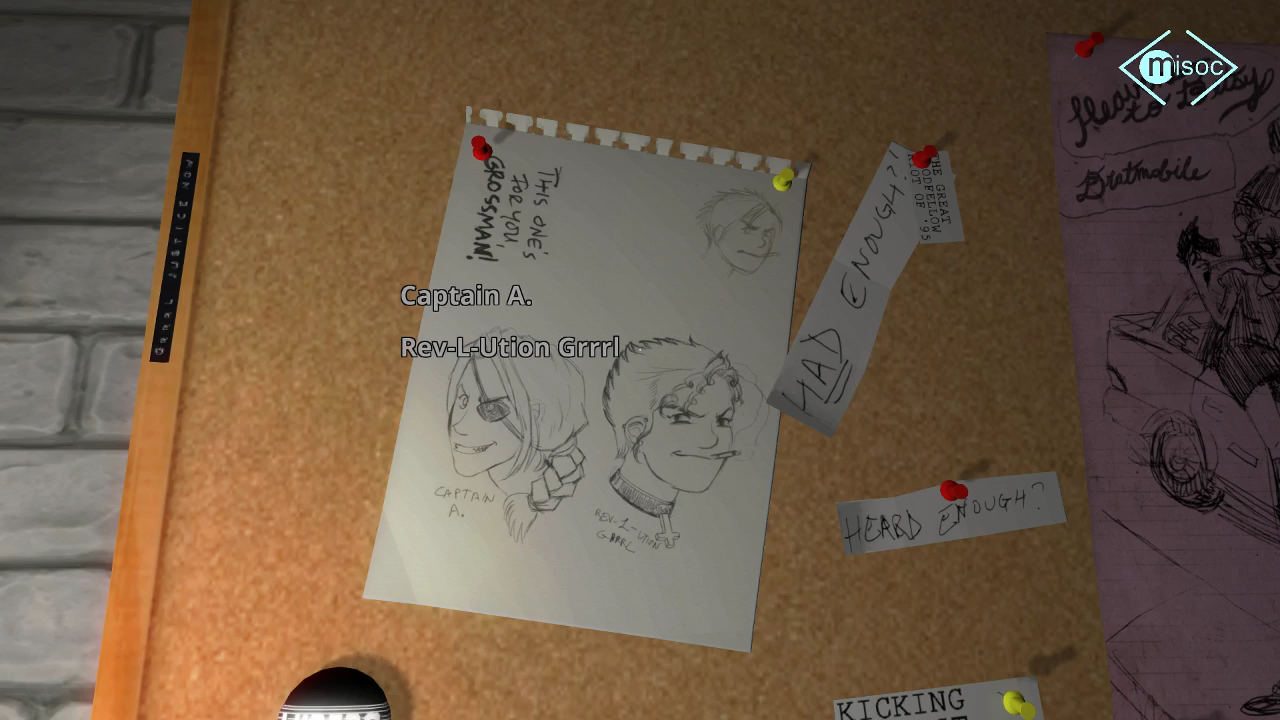 misoc
THIS ONE'S
FOR YOU,
GROSSMAN!
Captain A.
Rev-L-Ution Grrrl
CAPTAIN
A.
REV-L-UTION
GRRRL
HAD ENOUGH?
THE GREAT
GOODFELLOW
RIOT OF '95
HEARD ENOUGH?
Bratmobile
KICKING